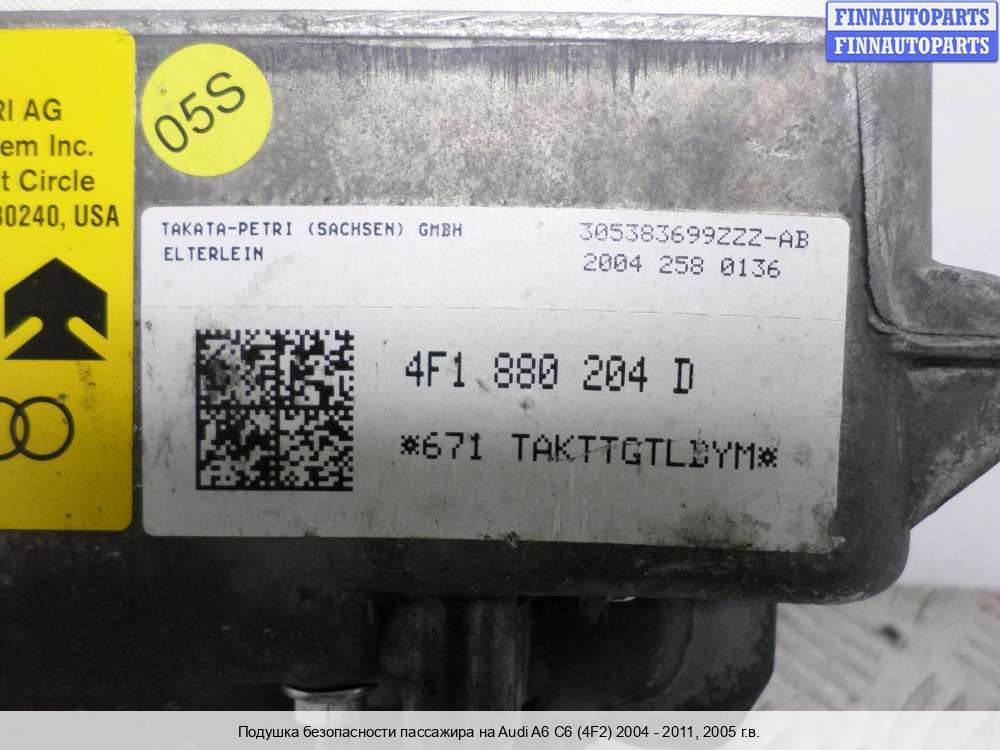 FINNAUTOPARTS
FINNAUTOPARTS
RI AG
em Inc.
t Circle
30240, USA
05S
TAKATA-PETRI (SACHSEN) GMBH
ELTERLEIN
305383699ZZZ-AB
2004 258 0136
4F1 880 204 D
*671 TAKTTGTLDYM*
Подушка безопасности пассажира на Audi A6 C6 (4F2) 2004 - 2011, 2005 г.в.